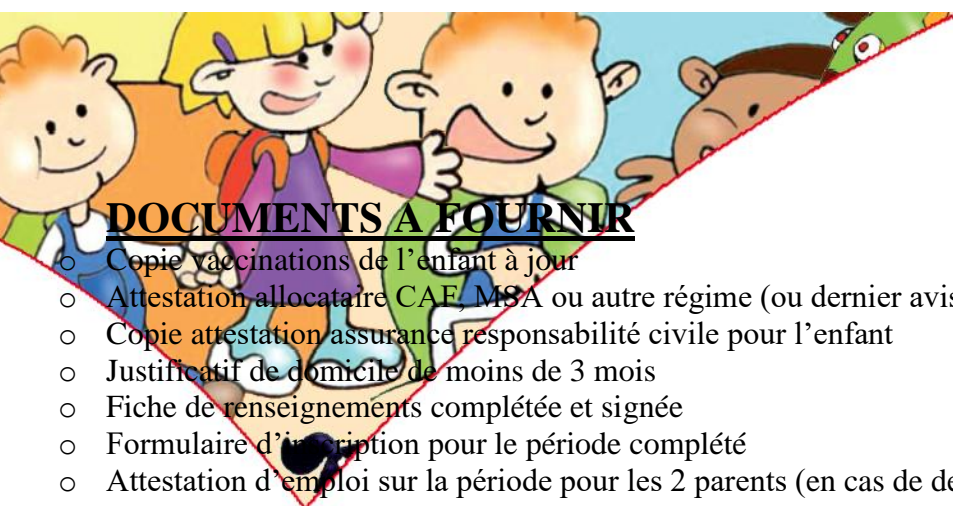 DOCUMENTS A FOURNIR
o Copie vaccinations de l’enfant à jour
o Attestation allocataire CAF, MSA ou autre régime (ou dernier avis
o Copie attestation assurance responsabilité civile pour l’enfant
o Justificatif de domicile de moins de 3 mois
o Fiche de renseignements complétée et signée
o Formulaire d’inscription pour le période complété
o Attestation d’emploi sur la période pour les 2 parents (en cas de